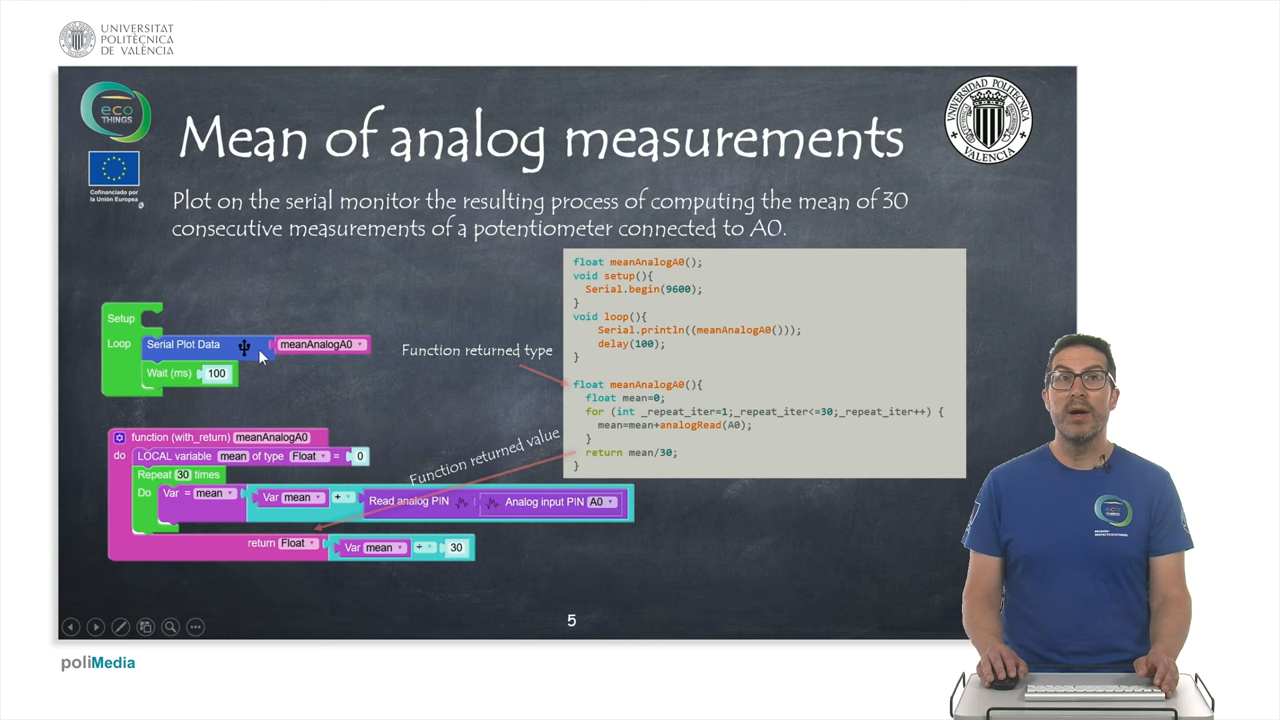 UNIVERSITAT
POLITÈCNICA
DE VALÈNCIA
eco
THINGS
Cofinanciado por
la Unión Europea
UNIVERSIDAD POLITECNICA
VALENCIA
Mean of analog measurements
Plot on the serial monitor the resulting process of computing the mean of 30
consecutive measurements of a potentiometer connected to A0.
Setup
Loop
Serial Plot Data
meanAnalogA0
Wait (ms) 100
function (with_return) meanAnalogA0
do LOCAL variable mean of type Float = 0
Repeat 30 times
Do Var = mean Var mean + Read analog PIN Analog input PIN A0
return Float Var mean ÷ 30
Function returned type
Function returned value
float meanAnalogA0();
void setup(){
Serial.begin(9600);
}
void loop(){
Serial.println((meanAnalogA0()));
delay(100);
}
float meanAnalogA0(){
float mean=0;
for (int _repeat_iter=1;_repeat_iter<=30;_repeat_iter++) {
mean=mean+analogRead(A0);
}
return mean/30;
}
5
eco
THINGS
poliMedia